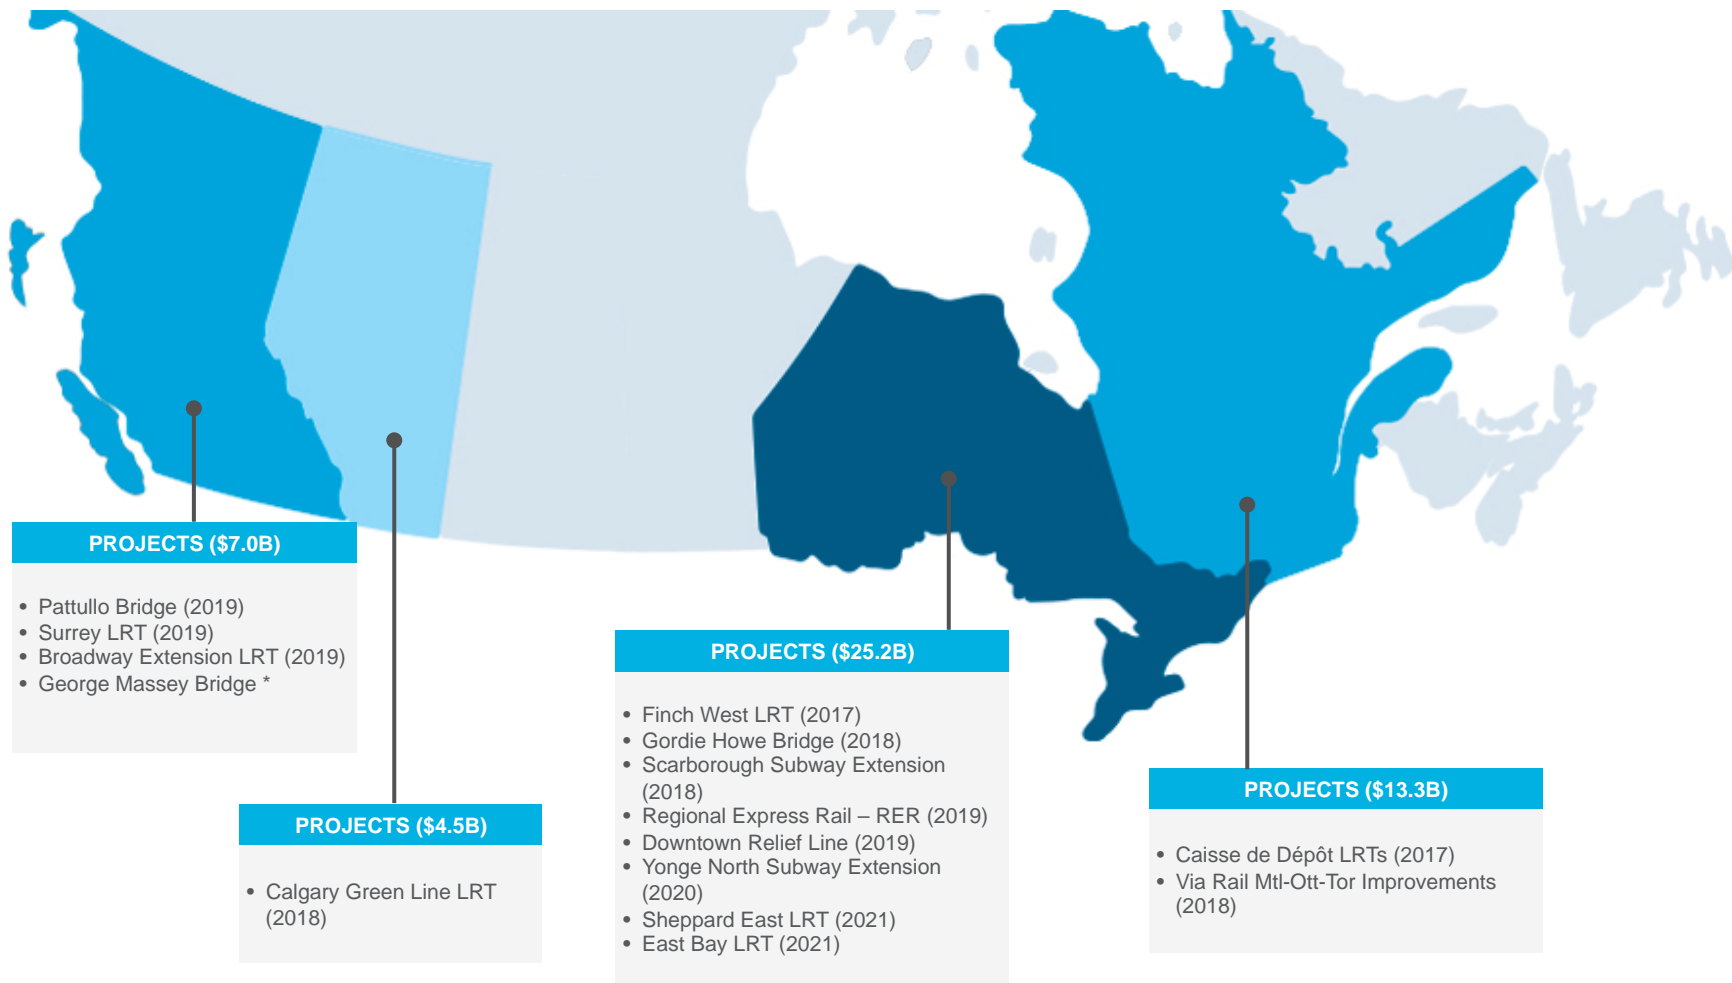 PROJECTS ($7.0B)
• Pattullo Bridge (2019)
• Surrey LRT (2019)
• Broadway Extension LRT (2019)
• George Massey Bridge *
PROJECTS ($4.5B)
• Calgary Green Line LRT
(2018)
PROJECTS ($25.2B)
• Finch West LRT (2017)
• Gordie Howe Bridge (2018)
• Scarborough Subway Extension
(2018)
• Regional Express Rail – RER (2019)
• Downtown Relief Line (2019)
• Yonge North Subway Extension
(2020)
• Sheppard East LRT (2021)
• East Bay LRT (2021)
PROJECTS ($13.3B)
• Caisse de Dépôt LRTs (2017)
• Via Rail Mtl-Ott-Tor Improvements
(2018)